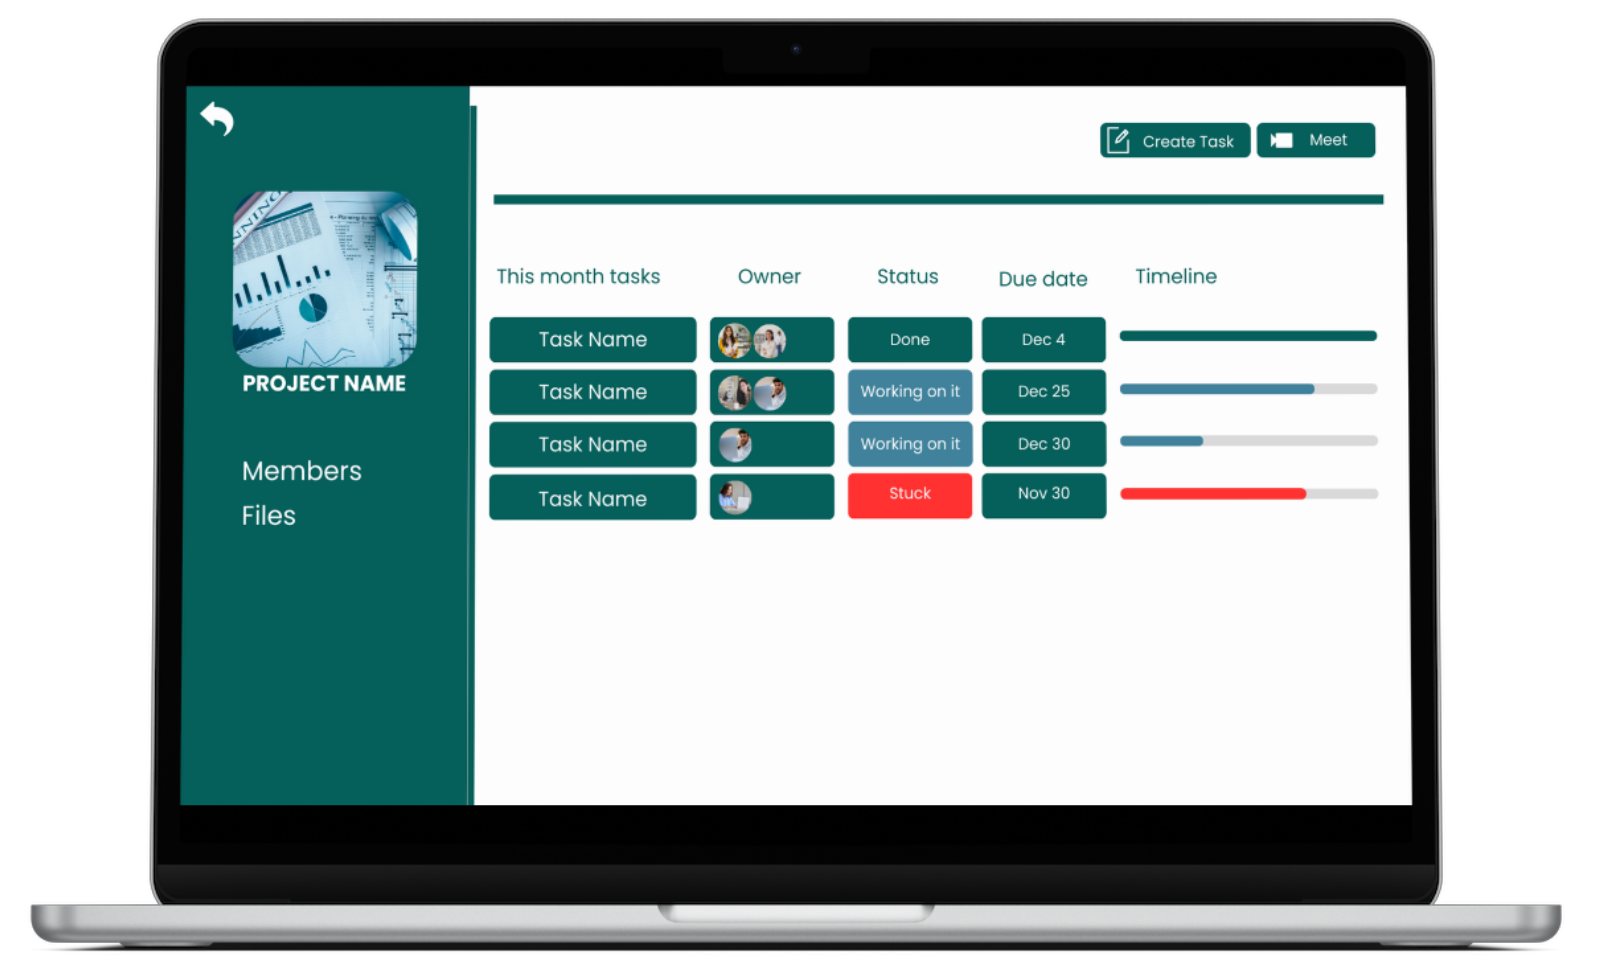 Create Task
Meet
NNING
PROJECT NAME
Members
Files
This month tasks Owner Status Due date Timeline
Task Name Done Dec 4
Task Name Working on it Dec 25
Task Name Working on it Dec 30
Task Name Stuck Nov 30